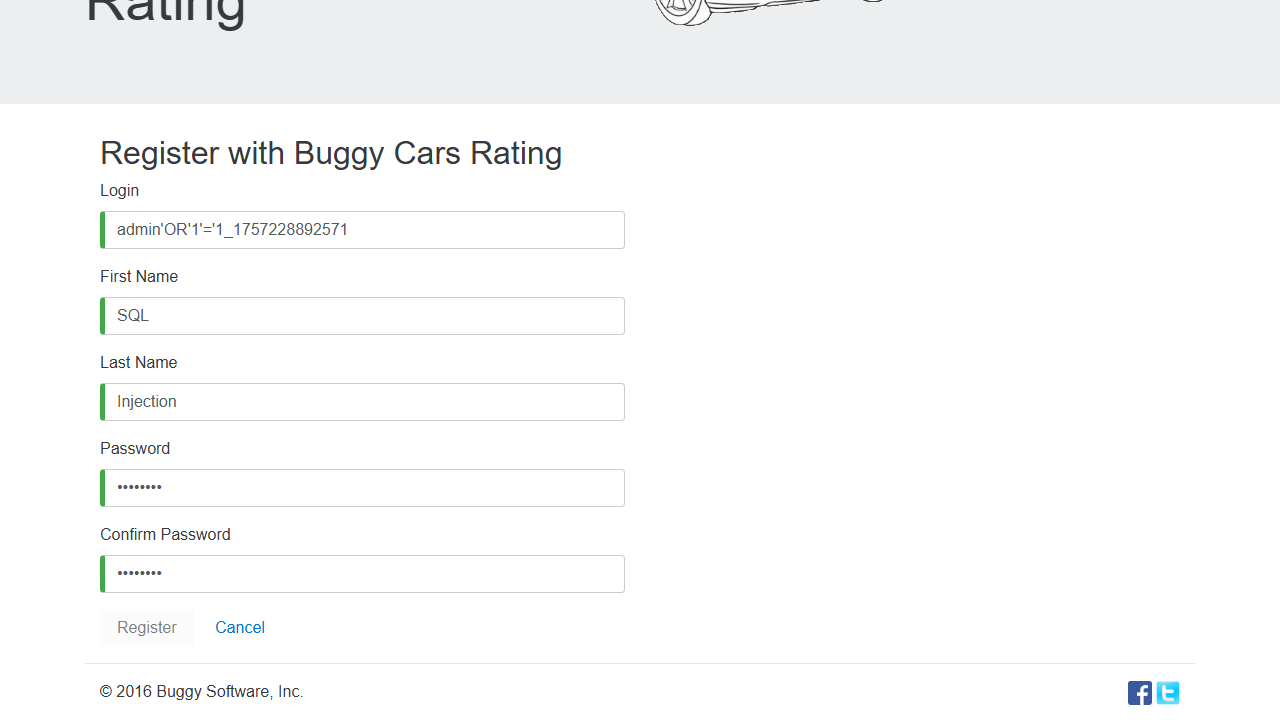 Rating
Register with Buggy Cars Rating
Login
admin'OR'1'='1_1757228892571
First Name
SQL
Last Name
Injection
Password
••••••••
Confirm Password
••••••••
Register Cancel
© 2016 Buggy Software, Inc.